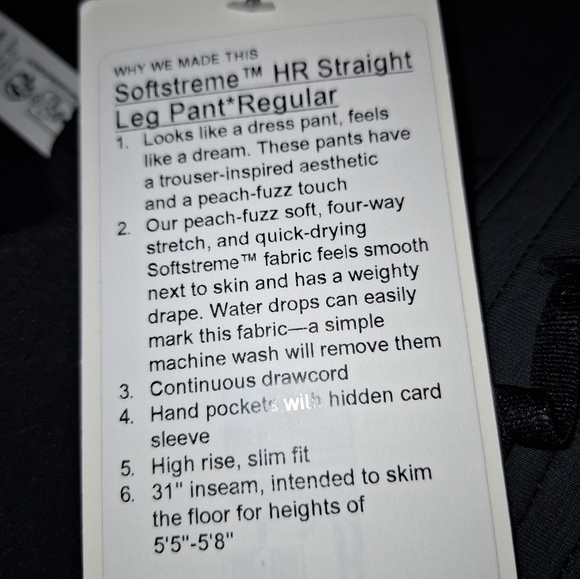 WHY WE MADE THIS
Softstreme™ HR Straight
Leg Pant*Regular
1. Looks like a dress pant, feels
like a dream. These pants have
a trouser-inspired aesthetic
and a peach-fuzz touch
2. Our peach-fuzz soft, four-way
stretch, and quick-drying
Softstreme™ fabric feels smooth
next to skin and has a weighty
drape. Water drops can easily
mark this fabric—a simple
machine wash will remove them
3. Continuous drawcord
4. Hand pockets with hidden card
sleeve
5. High rise, slim fit
6. 31" inseam, intended to skim
the floor for heights of
5'5"-5'8"